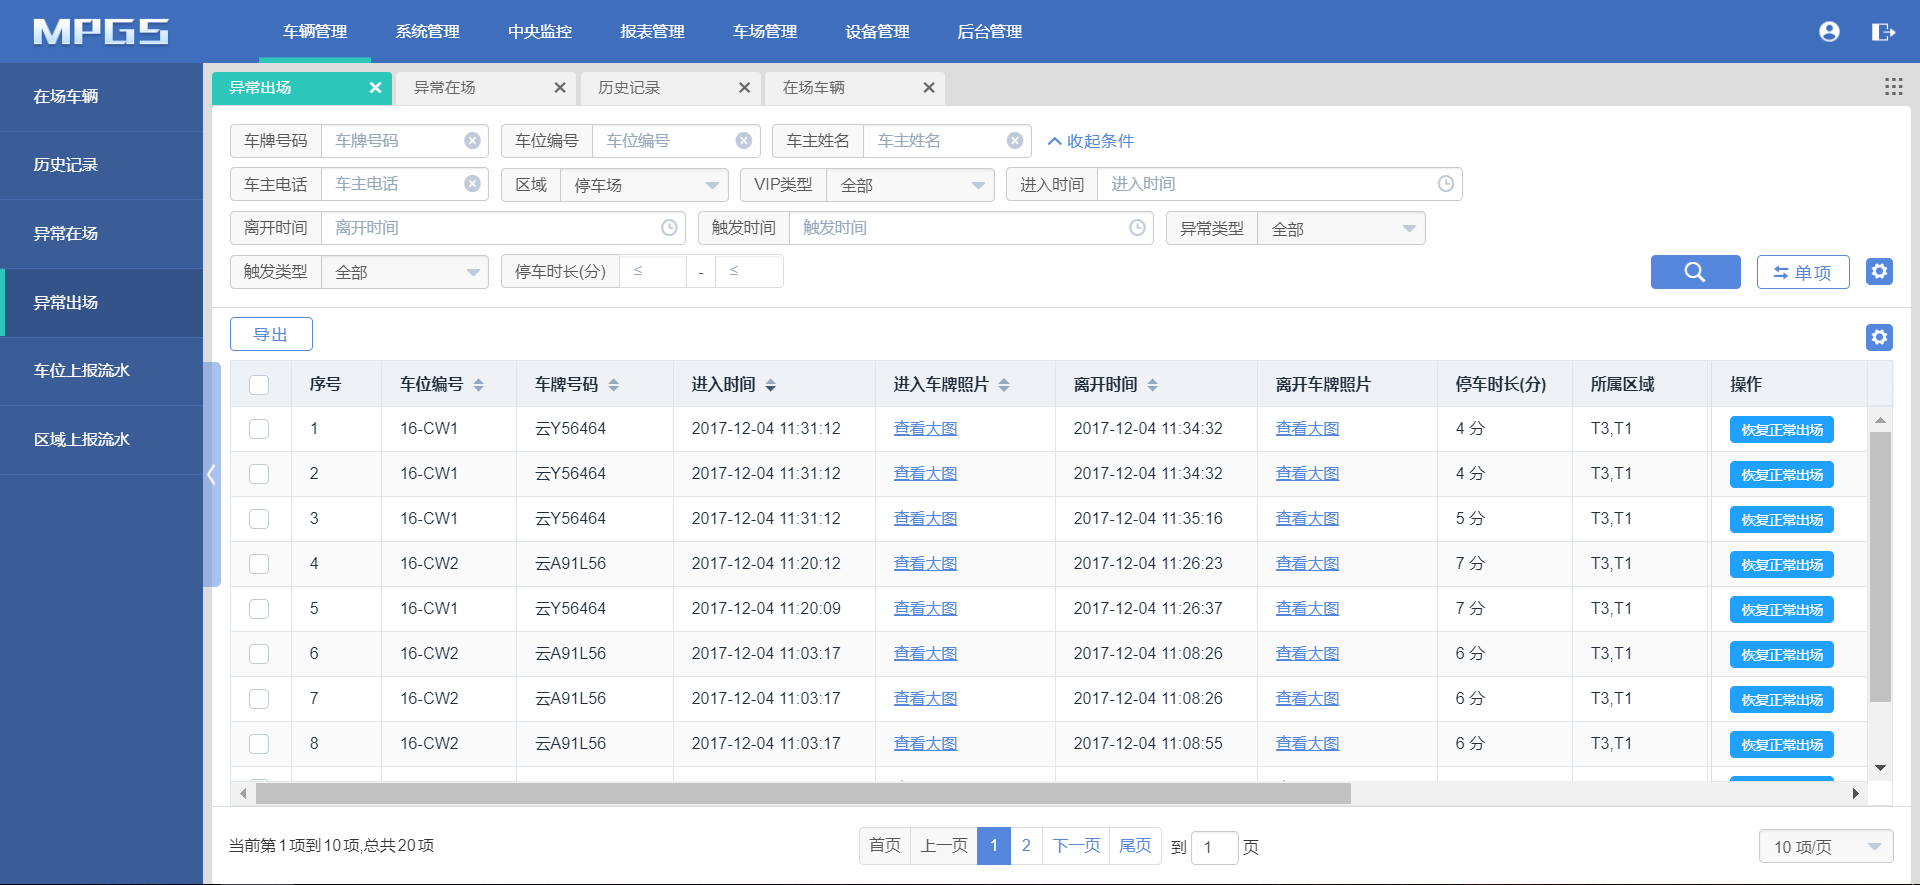 MPGS 车辆管理 系统管理 中央监控 报表管理 车场管理 设备管理 后台管理
在场车辆
历史记录
异常在场
异常出场
车位上报流水
区域上报流水
异常出场 异常在场 历史记录 在场车辆
车牌号码 车牌号码 车位编号 车位编号 车主姓名 车主姓名 收起条件
车主电话 车主电话 区域 停车场 VIP类型 全部 进入时间 进入时间
离开时间 离开时间 触发时间 触发时间 异常类型 全部
触发类型 全部 停车时长(分) ≤ - ≤ 单项
导出
序号 车位编号 车牌号码 进入时间 进入车牌照片 离开时间 离开车牌照片 停车时长(分) 所属区域 操作
1 16-CW1 云Y56464 2017-12-04 11:31:12 查看大图 2017-12-04 11:34:32 查看大图 4 分 T3,T1 恢复正常出场
2 16-CW1 云Y56464 2017-12-04 11:31:12 查看大图 2017-12-04 11:34:32 查看大图 4 分 T3,T1 恢复正常出场
3 16-CW1 云Y56464 2017-12-04 11:31:12 查看大图 2017-12-04 11:35:16 查看大图 5 分 T3,T1 恢复正常出场
4 16-CW2 云A91L56 2017-12-04 11:20:12 查看大图 2017-12-04 11:26:23 查看大图 7 分 T3,T1 恢复正常出场
5 16-CW1 云Y56464 2017-12-04 11:20:09 查看大图 2017-12-04 11:26:37 查看大图 7 分 T3,T1 恢复正常出场
6 16-CW2 云A91L56 2017-12-04 11:03:17 查看大图 2017-12-04 11:08:26 查看大图 6 分 T3,T1 恢复正常出场
7 16-CW2 云A91L56 2017-12-04 11:03:17 查看大图 2017-12-04 11:08:26 查看大图 6 分 T3,T1 恢复正常出场
8 16-CW2 云A91L56 2017-12-04 11:03:17 查看大图 2017-12-04 11:08:55 查看大图 6 分 T3,T1 恢复正常出场
当前第1项到10项,总共20项 首页 上一页 1 2 下一页 尾页 到 1 页 10 项/页